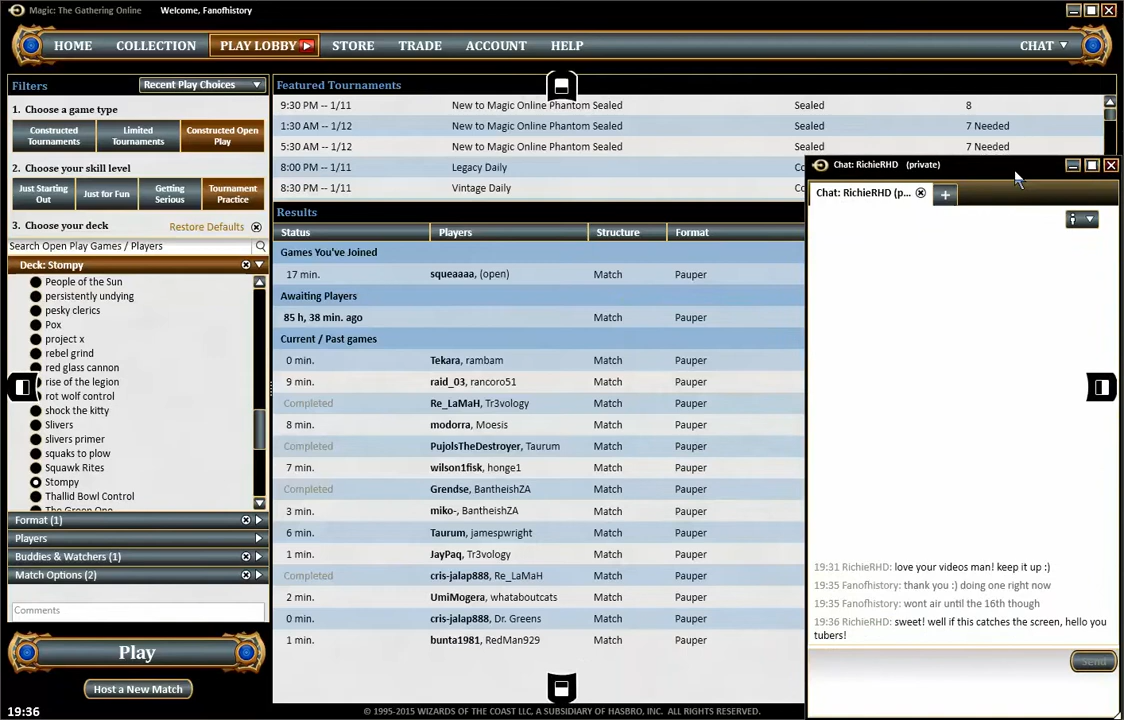 Magic: The Gathering Online Welcome, Fanofhistory
HOME COLLECTION PLAY LOBBY STORE TRADE ACCOUNT HELP CHAT
Filters Recent Play Choices
1. Choose a game type
Constructed Tournaments Limited Tournaments Constructed Open Play
2. Choose your skill level
Just Starting Out Just for Fun Getting Serious Tournament Practice
3. Choose your deck Restore Defaults
Search Open Play Games / Players
Deck: Stompy
People of the Sun
persistently undying
pesky clerics
Pox
project x
rebel grind
red glass cannon
rise of the legion
rot wolf control
shock the kitty
Slivers
slivers primer
squaks to plow
Squawk Rites
Stompy
Thallid Bowl Control
The Green One
Format (1)
Players
Buddies & Watchers (1)
Match Options (2)
Comments
Play
Host a New Match
19:36
Featured Tournaments
9:30 PM -- 1/11 New to Magic Online Phantom Sealed Sealed 8
1:30 AM -- 1/12 New to Magic Online Phantom Sealed Sealed 7 Needed
5:30 AM -- 1/12 New to Magic Online Phantom Sealed Sealed 7 Needed
8:00 PM -- 1/11 Legacy Daily Co
8:30 PM -- 1/11 Vintage Daily Co
Results
Status Players Structure Format
Games You've Joined
17 min. squeaaaa, (open) Match Pauper
Awaiting Players
85 h, 38 min. ago Match Pauper
Current / Past games
0 min. Tekara, rambam Match Pauper
9 min. raid_03, rancoro51 Match Pauper
Completed Re_LaMaH, Tr3vology Match Pauper
8 min. modorra, Moesis Match Pauper
Completed PujolsTheDestroyer, Taurum Match Pauper
7 min. wilson1fisk, honge1 Match Pauper
Completed Grendse, BantheishZA Match Pauper
3 min. miko-, BantheishZA Match Pauper
6 min. Taurum, jamespwright Match Pauper
1 min. JayPaq, Tr3vology Match Pauper
Completed cris-jalap888, Re_LaMaH Match Pauper
2 min. UmiMogera, whataboutcats Match Pauper
0 min. cris-jalap888, Dr. Greens Match Pauper
1 min. bunta1981, RedMan929 Match Pauper
© 1995-2015 WIZARDS OF THE COAST LLC, A SUBSIDIARY OF HASBRO, INC. ALL RIGHTS RESERVED.
Chat: RichieRHD (private)
Chat: RichieRHD (p...
19:31 RichieRHD: love your videos man! keep it up :)
19:35 Fanofhistory: thank you :) doing one right now
19:35 Fanofhistory: wont air until the 16th though
19:36 RichieRHD: sweet! well if this catches the screen, hello you
tubers!
Send